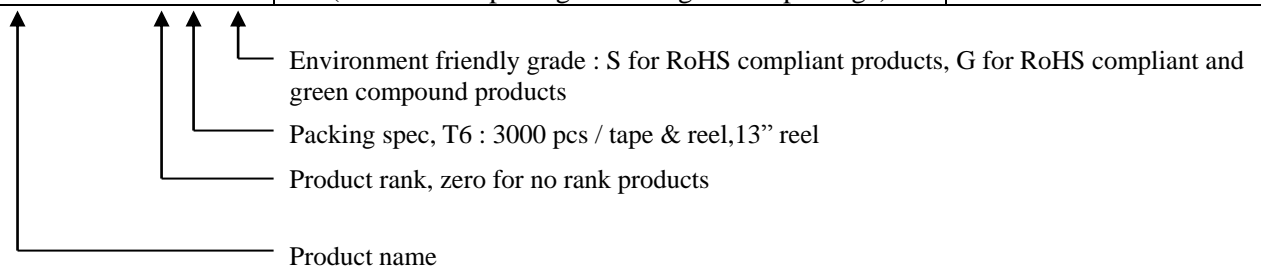 Environment friendly grade : S for RoHS compliant products, G for RoHS compliant and
green compound products
Packing spec, T6 : 3000 pcs / tape & reel,13” reel
Product rank, zero for no rank products
Product name